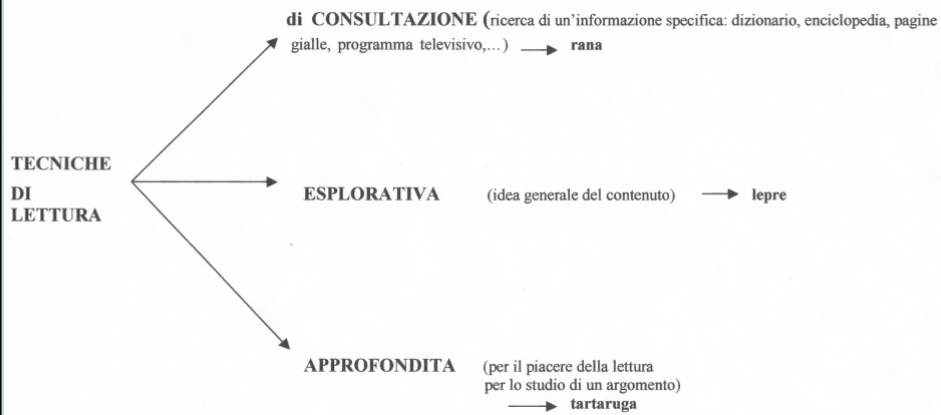 di CONSULTAZIONE (ricerca di un'informazione specifica: dizionario, enciclopedia, pagine
gialle, programma televisivo,...) rana
TECNICHE
DI
LETTURA
ESPLORATIVA (idea generale del contenuto) lepre
APPROFONDITA (per il piacere della lettura
per lo studio di un argomento)
tartaruga